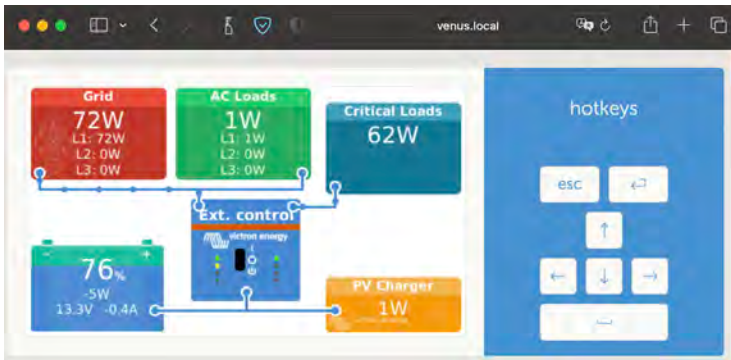 venus.local
Grid
72W
L1: 72W
L2: 0W
L3: 0W
AC Loads
1W
L1: 1W
L2: 0W
L3: 0W
Critical Loads
62W
Ext. control
victron energy
76%
-5W
13.3V -0.4A
PV Charger
1W
hotkeys
esc